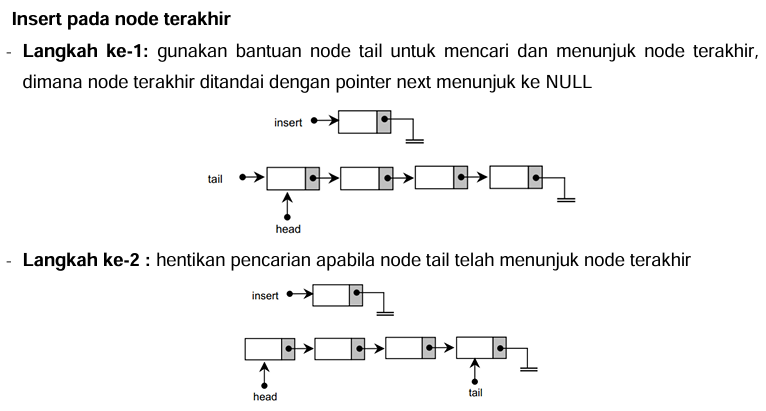 Insert pada node terakhir
- Langkah ke-1: gunakan bantuan node tail untuk mencari dan menunjuk node terakhir,
dimana node terakhir ditandai dengan pointer next menunjuk ke NULL
insert
tail
head
- Langkah ke-2 : hentikan pencarian apabila node tail telah menunjuk node terakhir
insert
head
tail